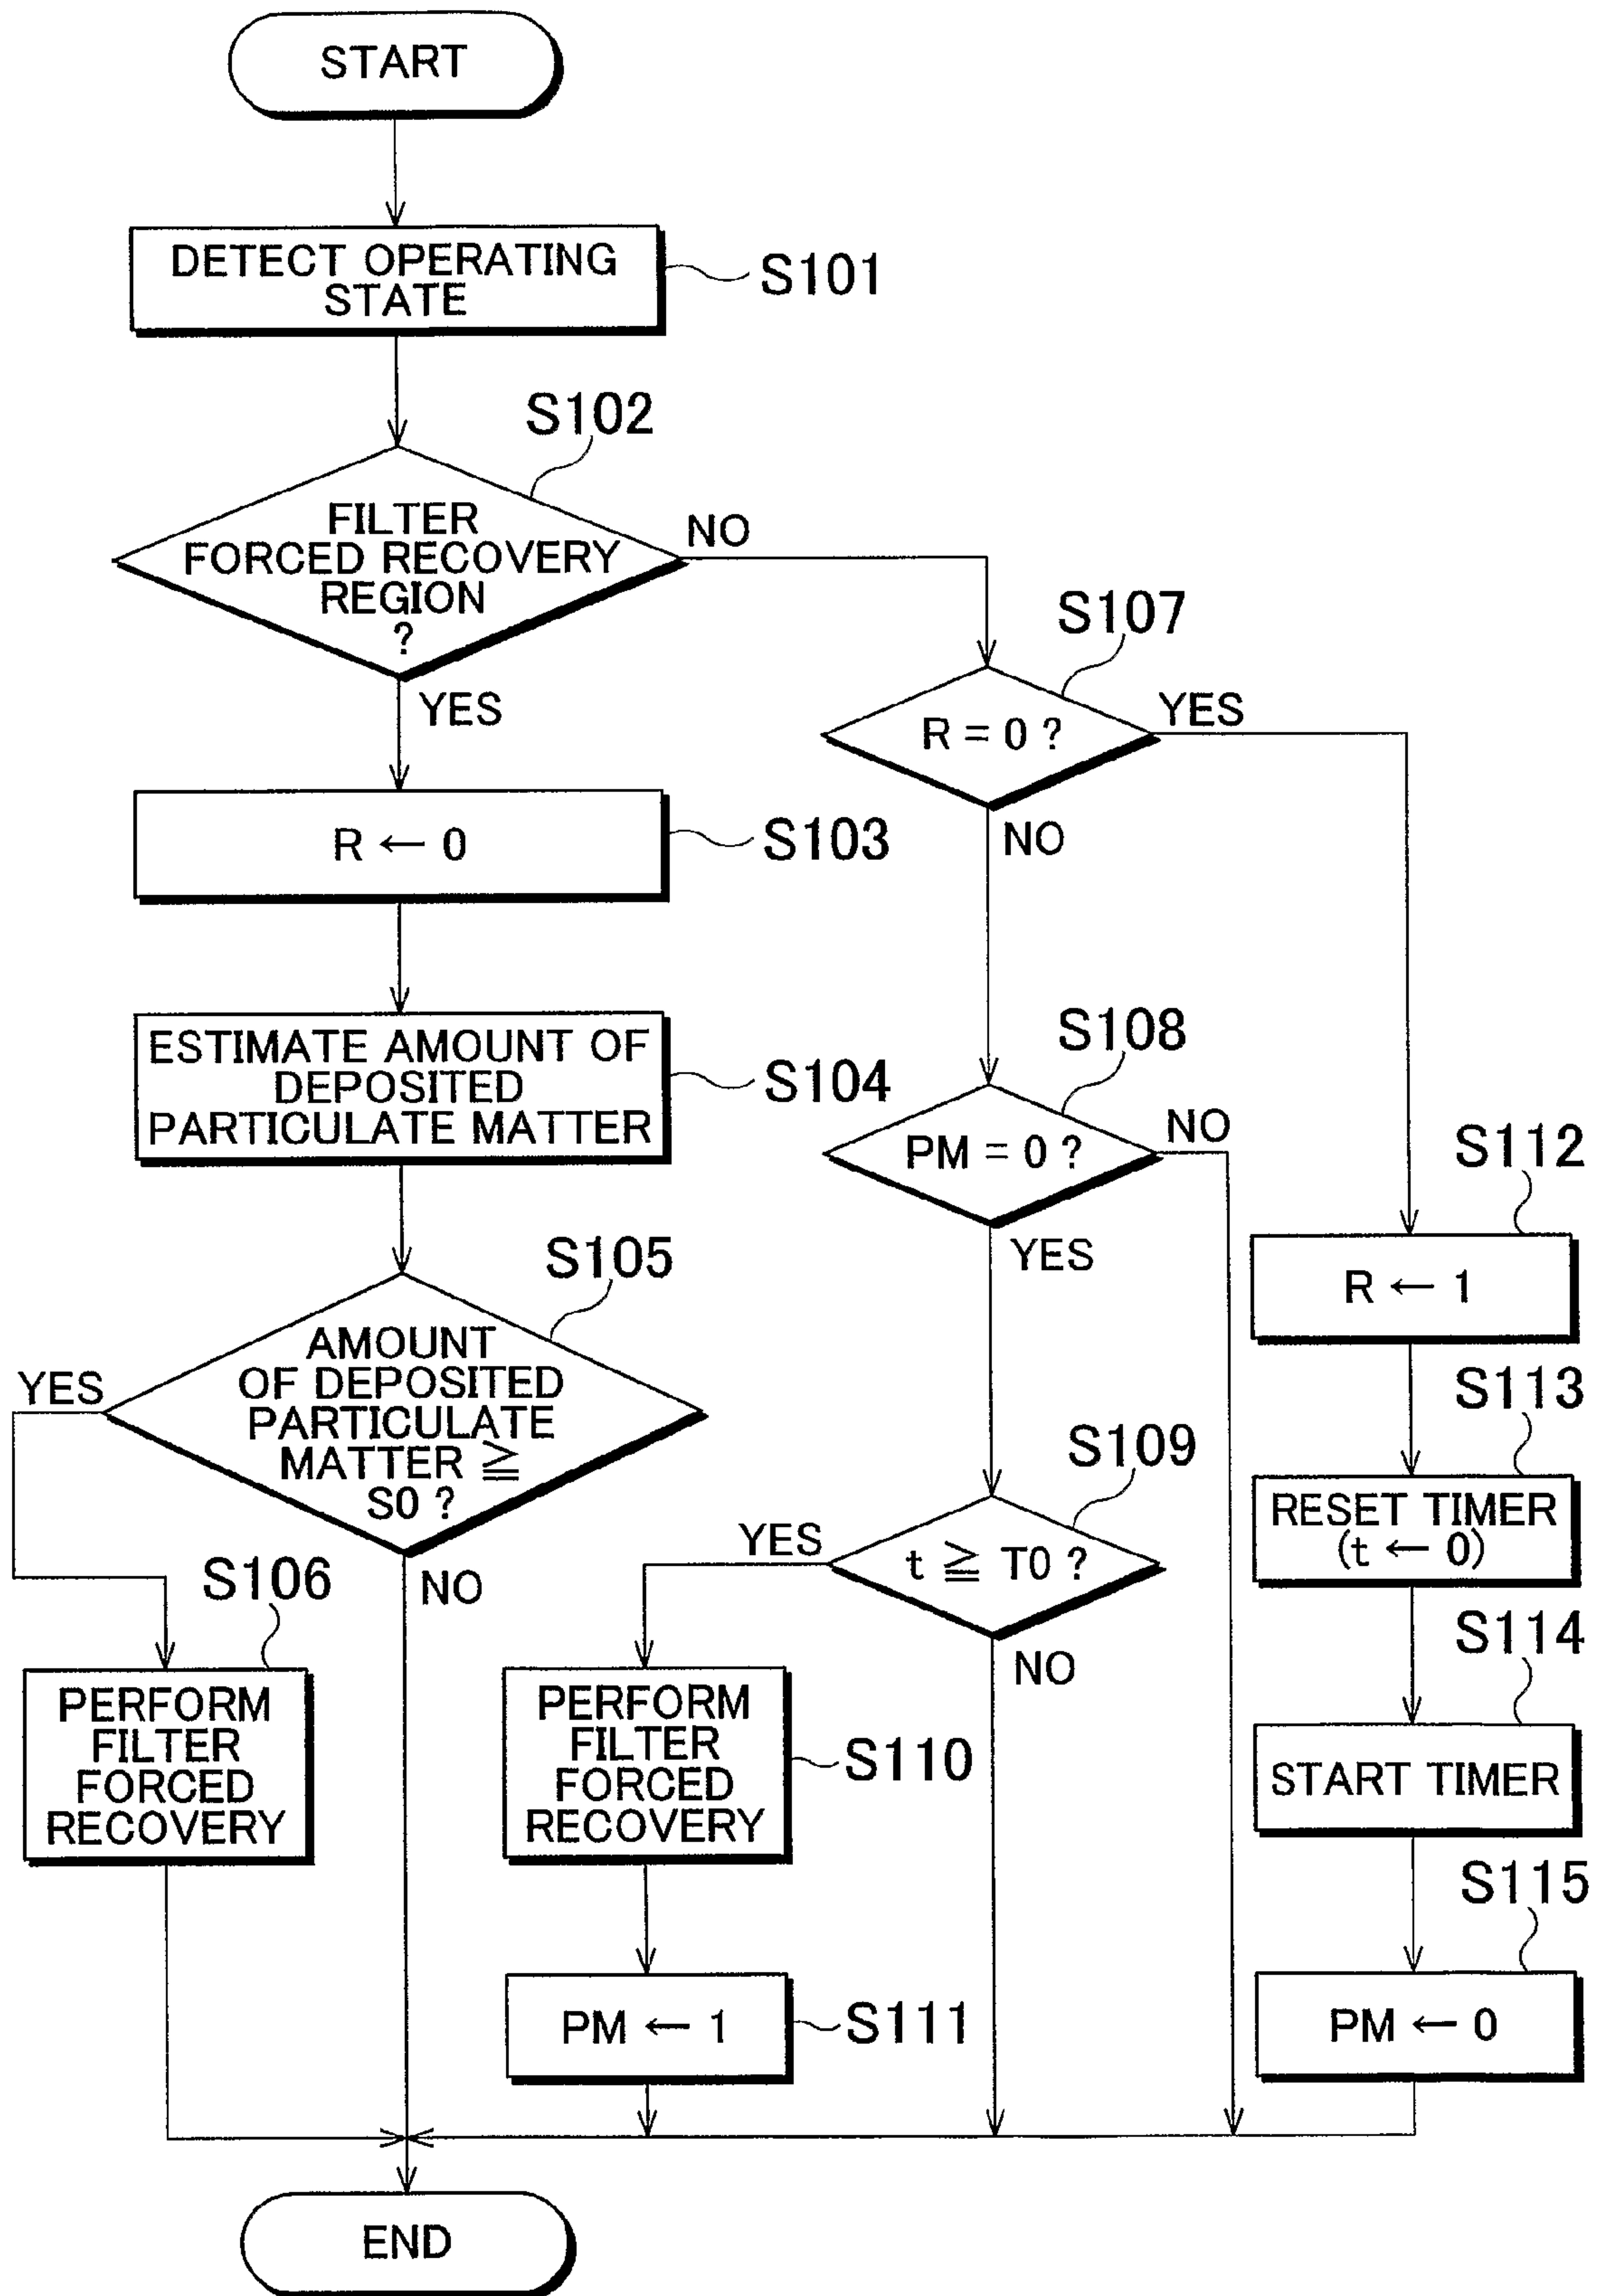 START
DETECT OPERATING
STATE
S101
S102
FILTER
FORCED RECOVERY
REGION
?
NO
YES
S107
R = 0 ?
YES
NO
R ← 0
S103
ESTIMATE AMOUNT OF
DEPOSITED
PARTICULATE MATTER
S104
S108
PM = 0 ?
NO
YES
S112
R ← 1
S105
AMOUNT
OF DEPOSITED
PARTICULATE
MATTER ≧
S0 ?
YES
NO
S113
RESET TIMER
(t ← 0)
S109
t ≧ T0 ?
YES
NO
S106
PERFORM
FILTER
FORCED
RECOVERY
PERFORM
FILTER
FORCED
RECOVERY
S110
S114
START TIMER
S115
PM ← 0
PM ← 1
S111
END